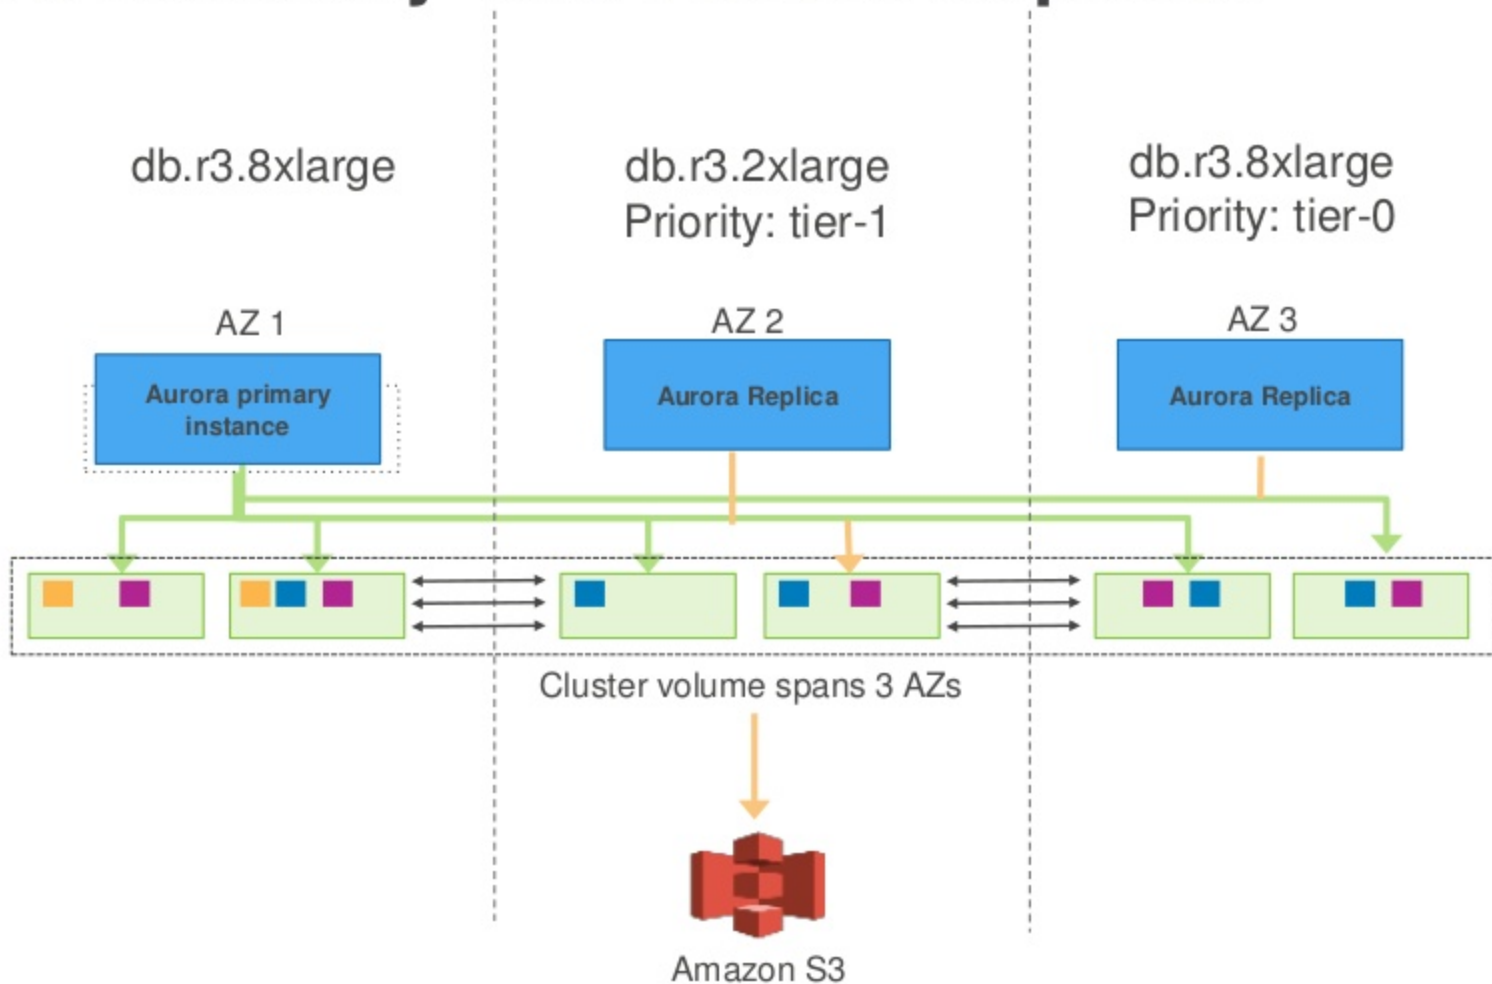 db.r3.8xlarge
db.r3.2xlarge
Priority: tier-1
db.r3.8xlarge
Priority: tier-0
AZ 1
AZ 2
AZ 3
Aurora primary
instance
Aurora Replica
Aurora Replica
Cluster volume spans 3 AZs
Amazon S3